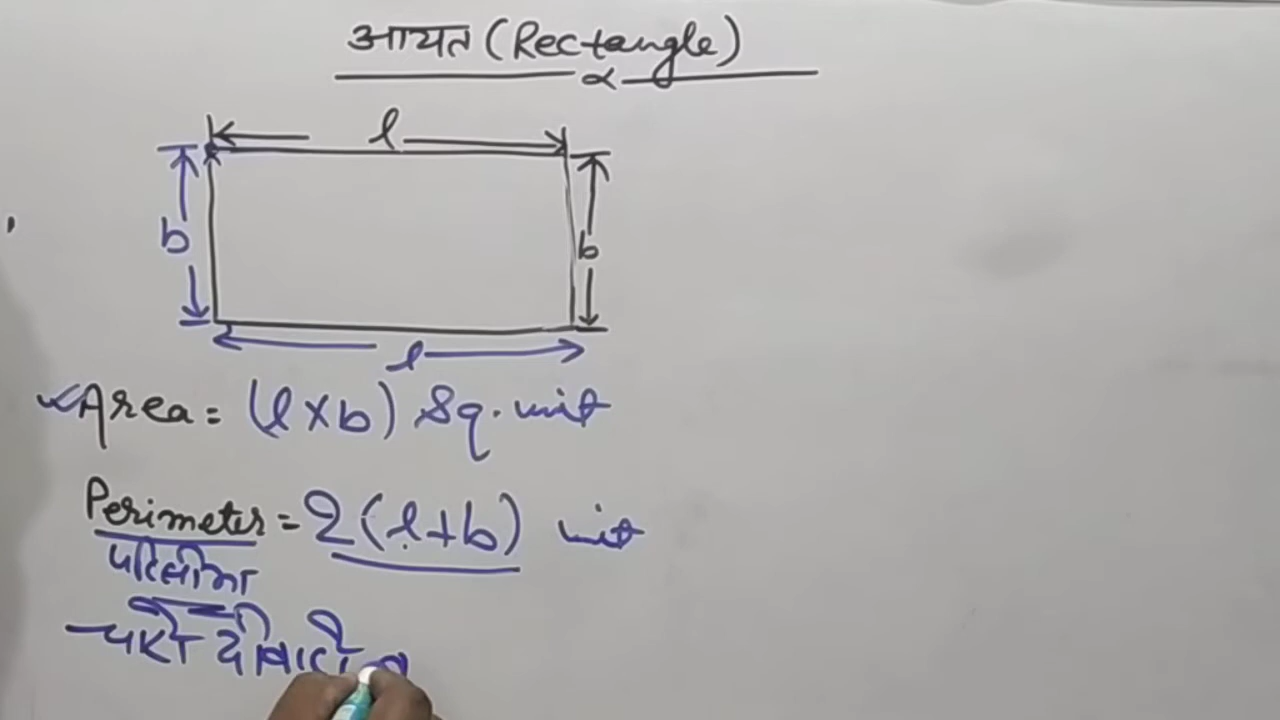 आयत (Rectangle)
l
b
b
l
Area = (l×b) Sq. unit
Perimeter = 2(l+b) unit
परिसीमा